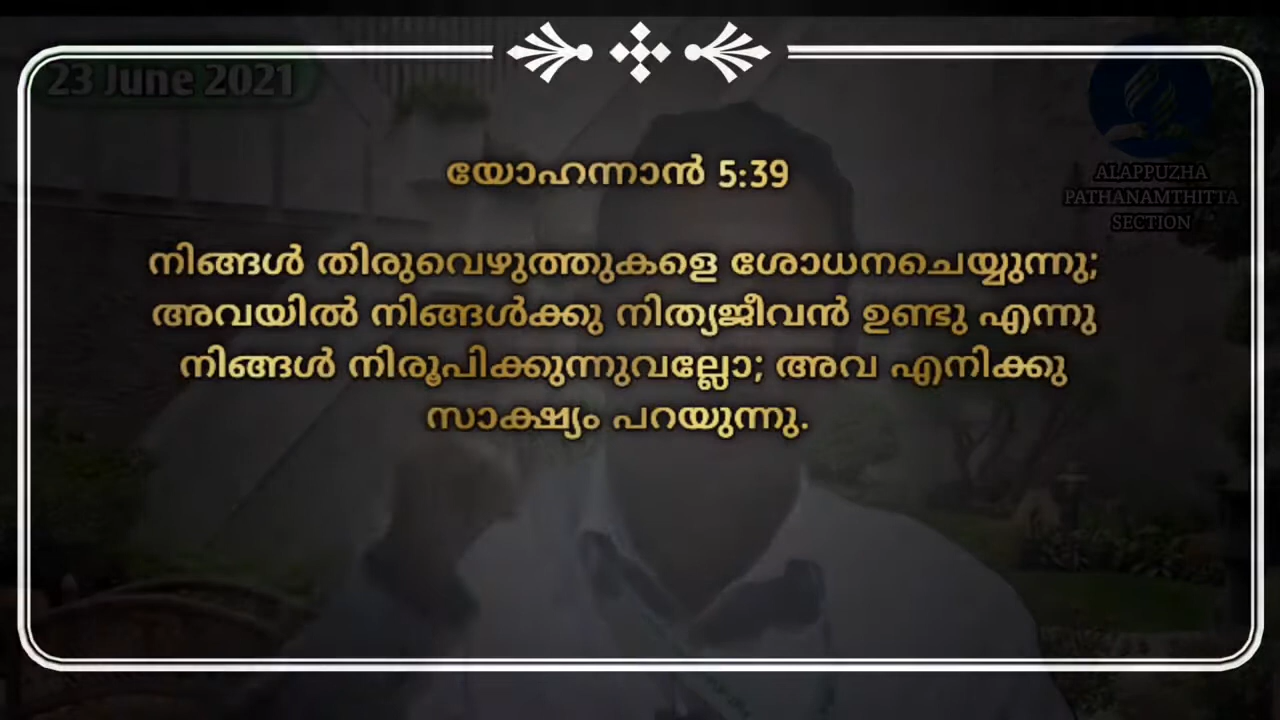 23 June 2021
ALAPPUZHA
PATHANAMTHITTA
SECTION
യോഹന്നാൻ 5:39
നിങ്ങൾ തിരുവെഴുത്തുകളെ ശോധനചെയ്യുന്നു;
അവയിൽ നിങ്ങൾക്കു നിത്യജീവൻ ഉണ്ടു എന്നു
നിങ്ങൾ നിരൂപിക്കുന്നുവല്ലോ; അവ എനിക്കു
സാക്ഷ്യം പറയുന്നു.